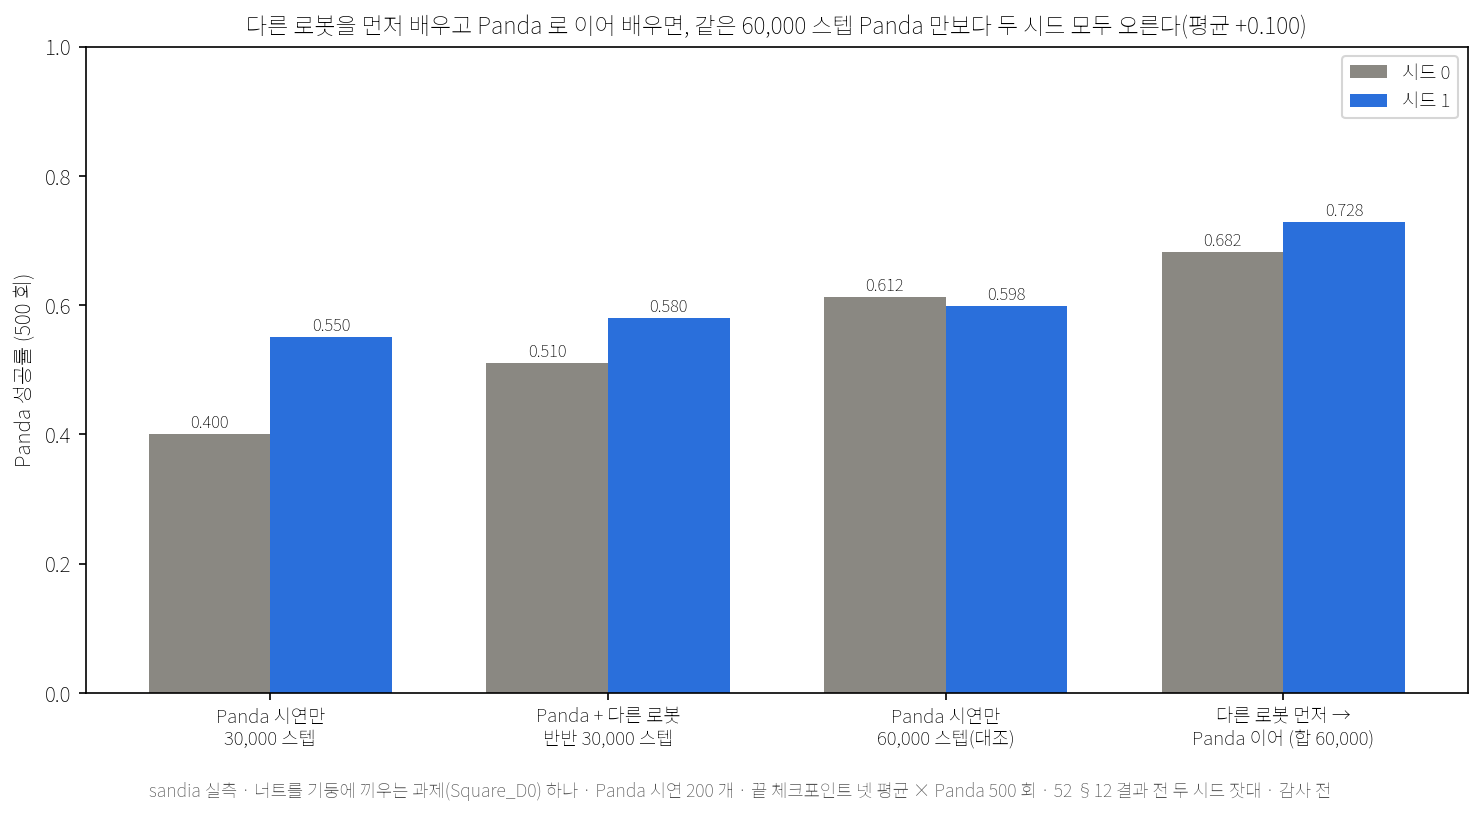 다른 로봇을 먼저 배우고 Panda 로 이어 배우면, 같은 60,000 스텝 Panda 만보다 두 시드 모두 오른다(평균 +0.100)
시드 0
시드 1
Panda 성공률 (500 회)
1.0
0.8
0.6
0.4
0.2
0.0
0.400
0.550
0.510
0.580
0.612
0.598
0.682
0.728
Panda 시연만
30,000 스텝
Panda + 다른 로봇
반반 30,000 스텝
Panda 시연만
60,000 스텝(대조)
다른 로봇 먼저 →
Panda 이어 (합 60,000)
sandia 실측 · 너트를 기둥에 끼우는 과제(Square_D0) 하나 · Panda 시연 200 개 · 끝 체크포인트 넷 평균 × Panda 500 회 · 52 §12 결과 전 두 시드 잣대 · 감사 전